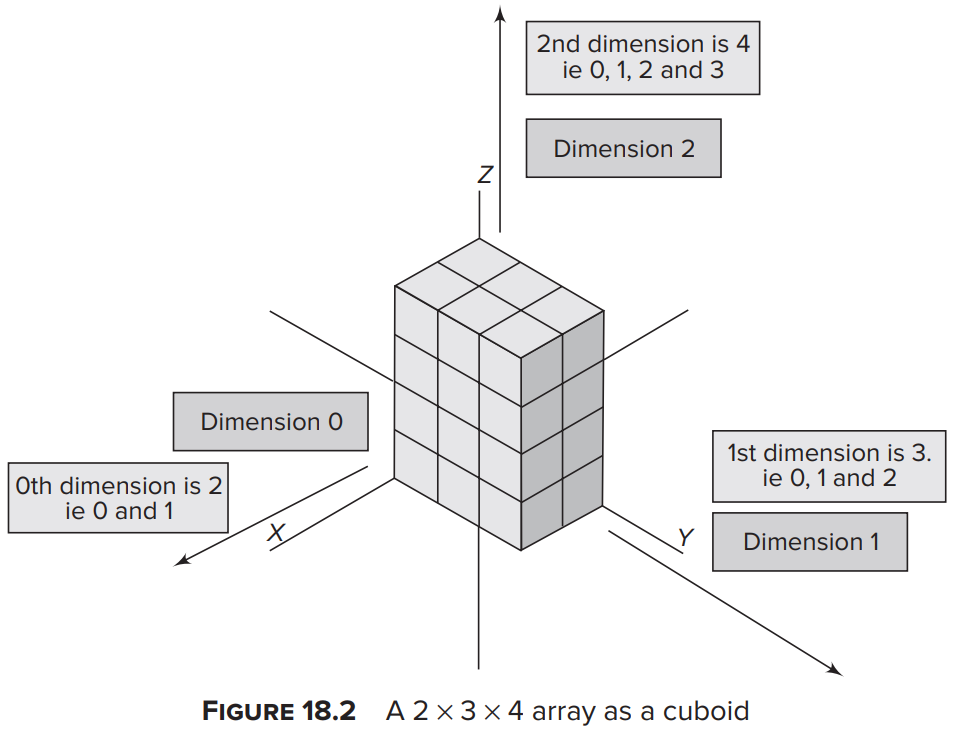 2nd dimension is 4
ie 0, 1, 2 and 3
Dimension 2
Z
Dimension 0
0th dimension is 2
ie 0 and 1
X
1st dimension is 3.
ie 0, 1 and 2
Y
Dimension 1
FIGURE 18.2 A 2 × 3 × 4 array as a cuboid